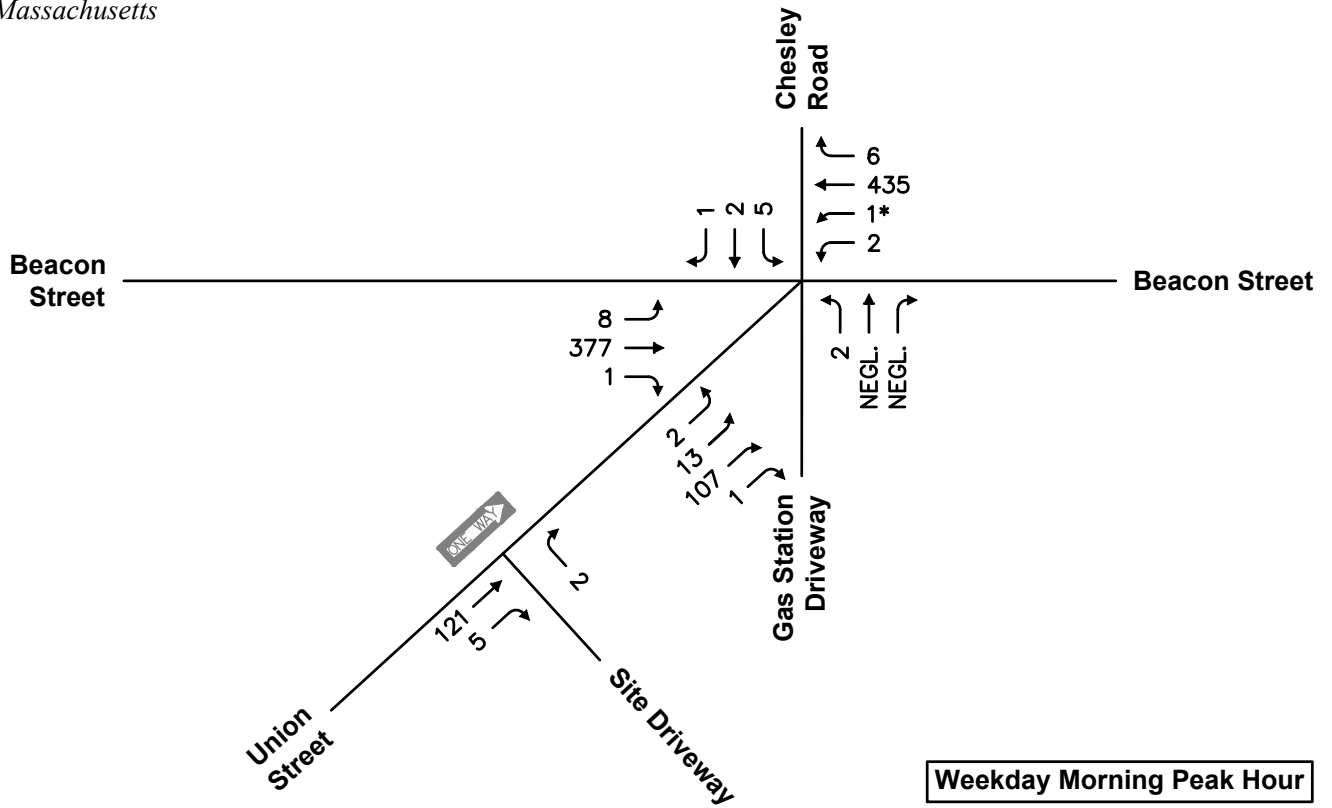 Massachusetts
Chesley
Road
6
435
1*
2
1
2
5
Beacon
Street
Beacon Street
8
377
1
2
NEGL.
NEGL.
2
13
107
1
Gas Station
Driveway
ONE WAY
2
121
5
Union
Street
Site Driveway
Weekday Morning Peak Hour